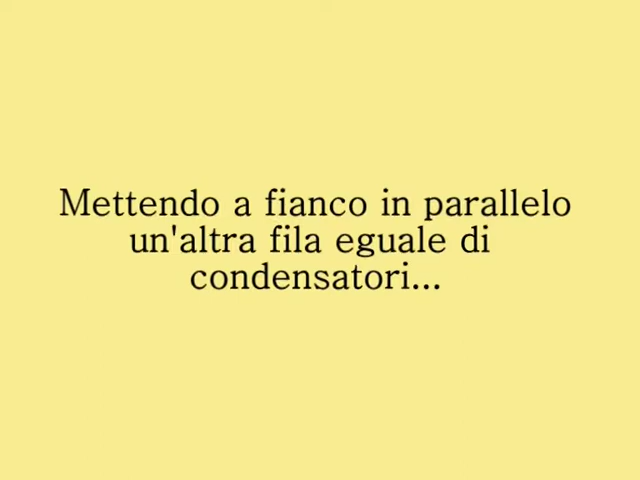 Mettendo a fianco in parallelo
un'altra fila eguale di
condensatori...